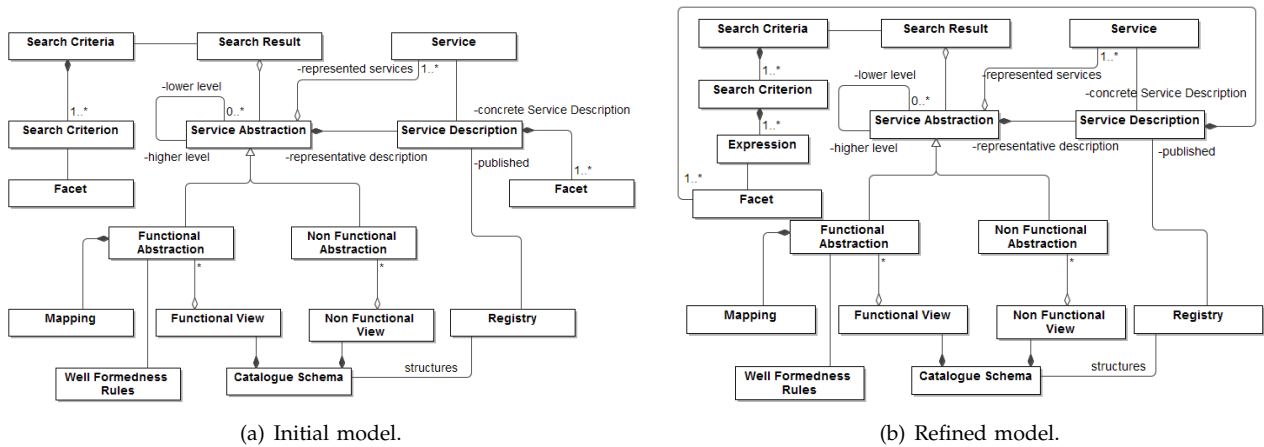 Search Criteria
Search Result
Service
-represented services
1..*
-lower level
0..*
1..*
-concrete Service Description
Search Criterion
Service Abstraction
Service Description
-higher level
-representative description
-published
1..*
Facet
Facet
Functional
Abstraction
Non Functional
Abstraction
*
*
Mapping
Functional View
Non Functional
View
Registry
structures
Well Formedness
Rules
Catalogue Schema
(a) Initial model.
Search Criteria
Search Result
Service
1..*
-represented services
1..*
-lower level
0..*
-concrete Service Description
Search Criterion
Service Abstraction
Service Description
1..*
Expression
-higher level
-representative description
-published
1..*
Facet
Functional
Abstraction
Non Functional
Abstraction
*
*
Mapping
Functional View
Non Functional
View
Registry
structures
Well Formedness
Rules
Catalogue Schema
(b) Refined model.